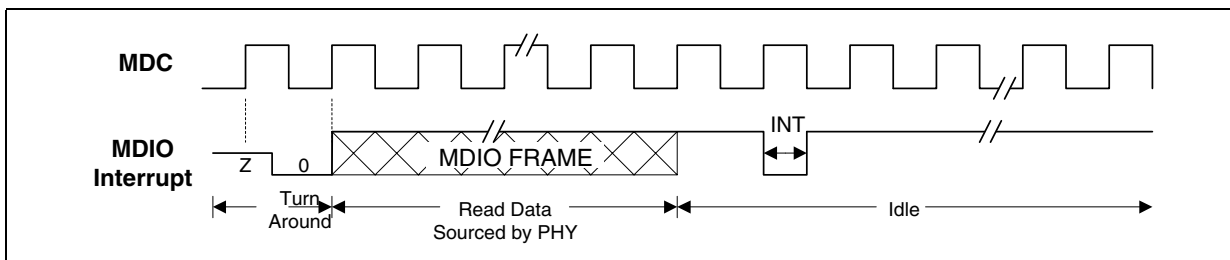 MDC
INT
MDIO
Interrupt
Z
0
MDIO FRAME
Turn
Around
Read Data
Sourced by PHY
Idle